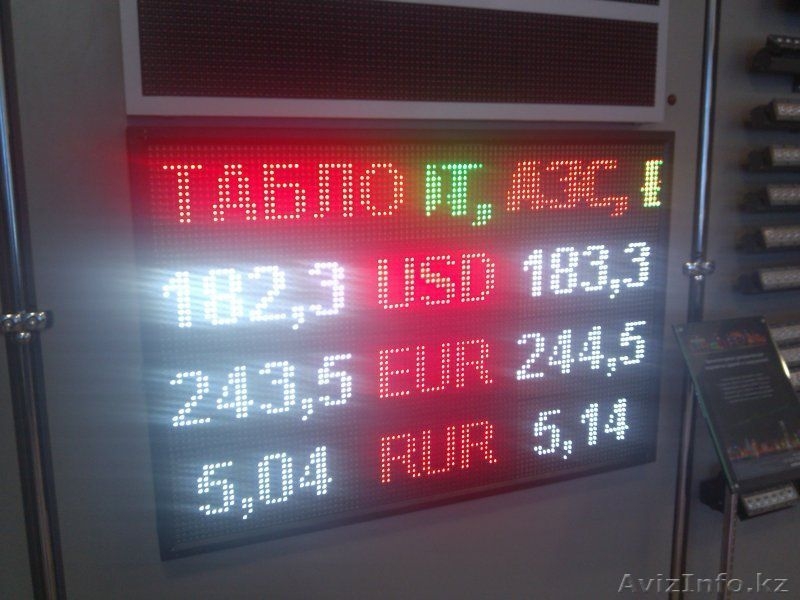 ТАБЛО IT, АЗС,
182,3 USD 183,3
243,5 EUR 244,5
5,04 RUR 5,14
AvizInfo.kz